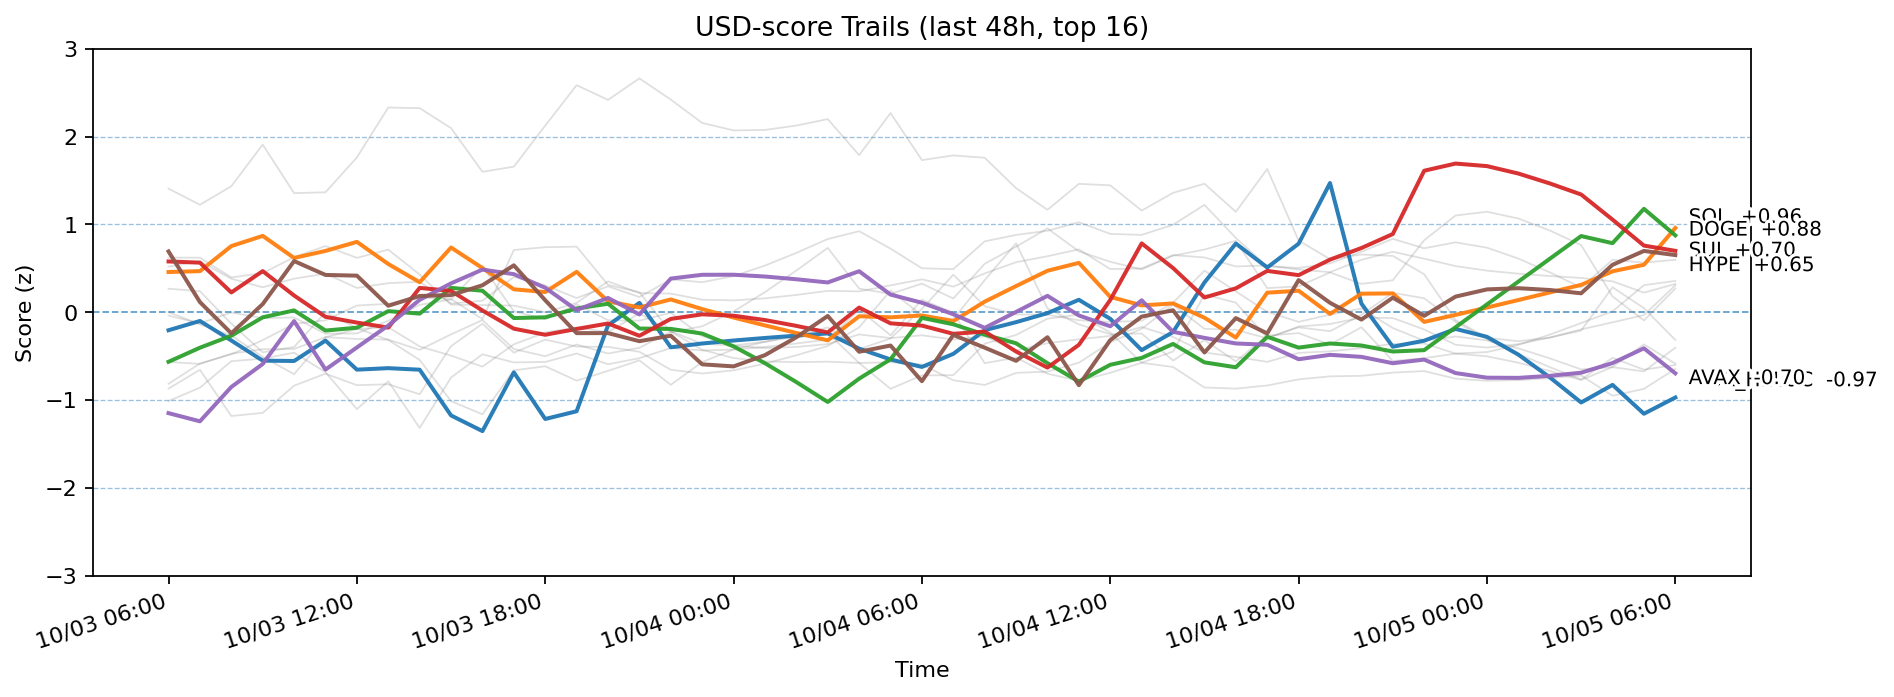 USD-score Trails (last 48h, top 16)
3
2
1
0
−1
−2
−3
Score (z)
SOL +0.96
DOGE +0.88
SUI +0.70
HYPE +0.65
AVAX -0.70
-0.97
10/03 06:00
10/03 12:00
10/03 18:00
10/04 00:00
10/04 06:00
10/04 12:00
10/04 18:00
10/05 00:00
10/05 06:00
Time